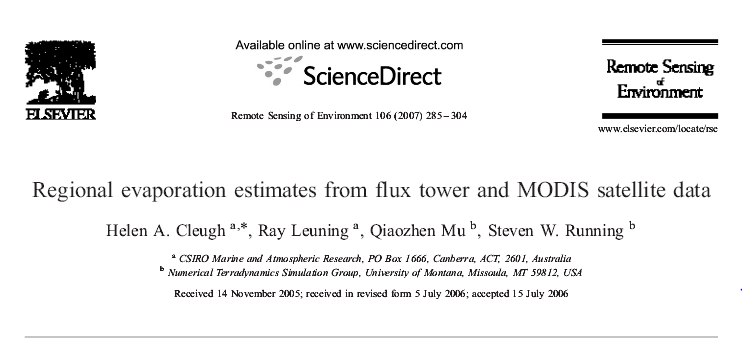 Available online at www.sciencedirect.com
ScienceDirect
ELSEVIER
Remote Sensing of Environment 106 (2007) 285–304
Remote Sensing
of
Environment
www.elsevier.com/locate/rse
Regional evaporation estimates from flux tower and MODIS satellite data
Helen A. Cleugh a,*, Ray Leuning a, Qiaozhen Mu b, Steven W. Running b
a CSIRO Marine and Atmospheric Research, PO Box 1666, Canberra, ACT, 2601, Australia
b Numerical Terradynamics Simulation Group, University of Montana, Missoula, MT 59812, USA
Received 14 November 2005; received in revised form 5 July 2006; accepted 15 July 2006